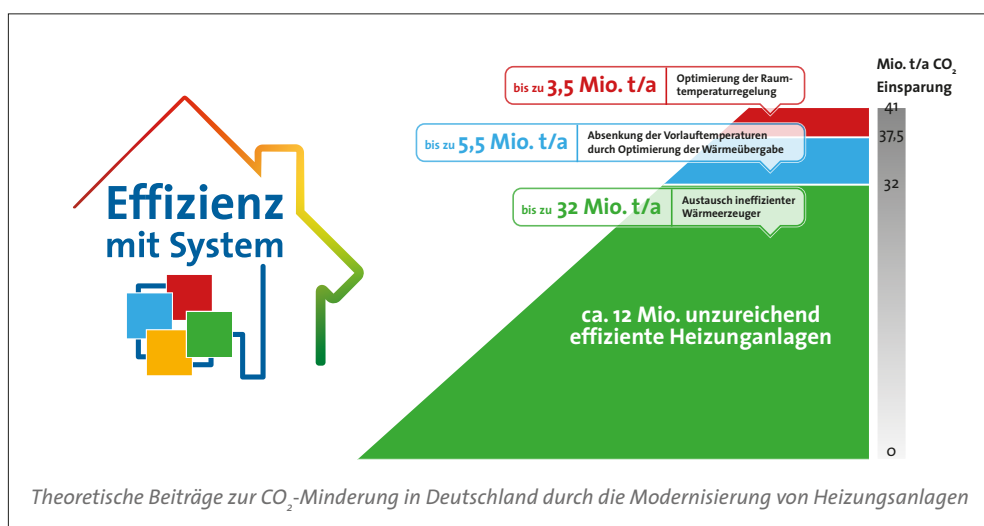 Effizienz
mit System
bis zu 3,5 Mio. t/a
Optimierung der Raum-
temperaturregelung
bis zu 5,5 Mio. t/a
Absenkung der Vorlauftemperaturen
durch Optimierung der Wärmeübergabe
bis zu 32 Mio. t/a
Austausch ineffizienter
Wärmeerzeuger
ca. 12 Mio. unzureichend
effiziente Heizunganlagen
Mio. t/a CO₂
Einsparung
41
37,5
32
0
Theoretische Beiträge zur CO₂-Minderung in Deutschland durch die Modernisierung von Heizungsanlagen